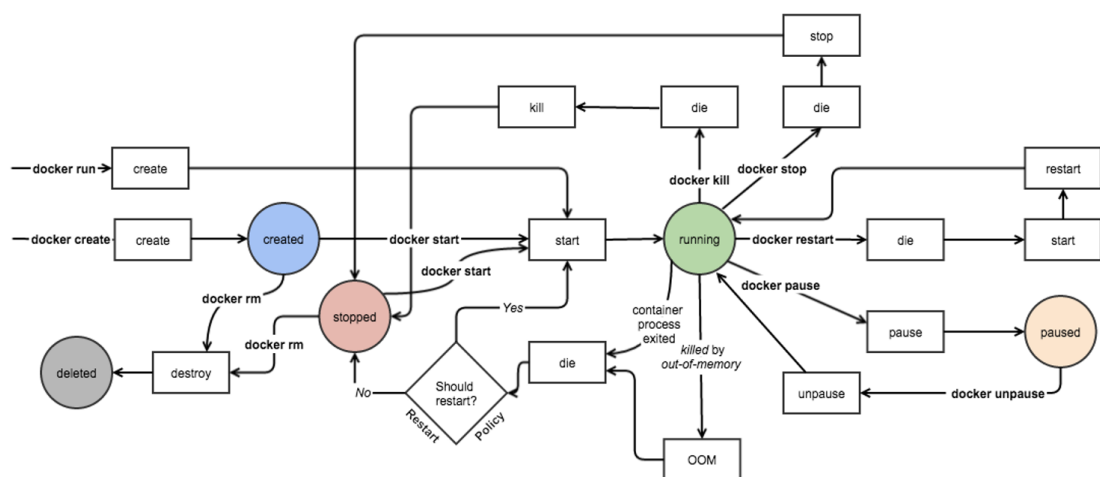 stop
kill
die
die
docker run
create
docker kill
docker stop
restart
docker create
create
created
docker start
start
running
docker restart
die
start
docker start
docker pause
docker rm
stopped
Yes
container
process
exited
pause
paused
docker rm
killed by
out-of-memory
deleted
destroy
die
Should
restart?
No
Restart
Policy
unpause
docker unpause
OOM